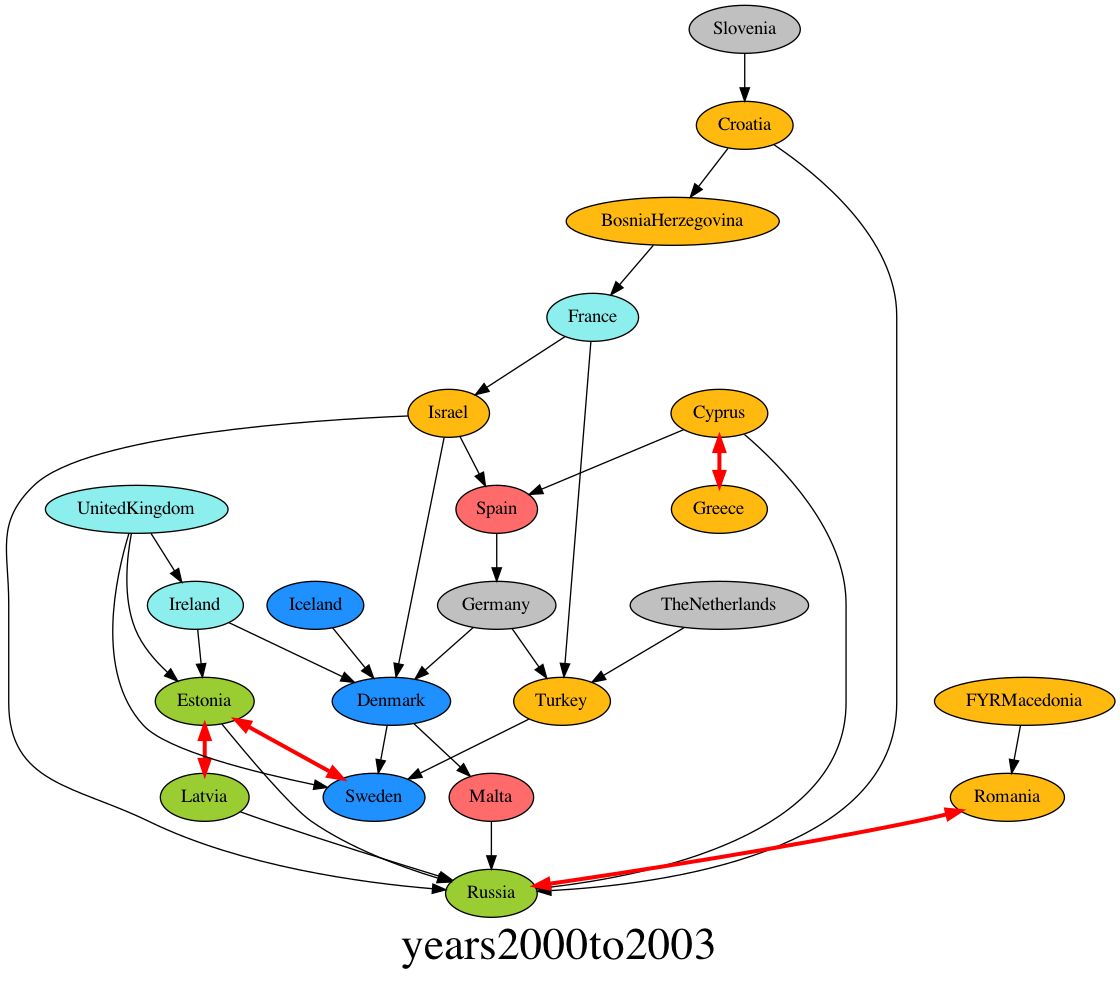 Slovenia
Croatia
BosniaHerzegovina
France
Israel
Cyprus
UnitedKingdom
Spain
Greece
Ireland
Iceland
Germany
TheNetherlands
Estonia
Denmark
Turkey
FYRMacedonia
Latvia
Sweden
Malta
Romania
Russia
years2000to2003